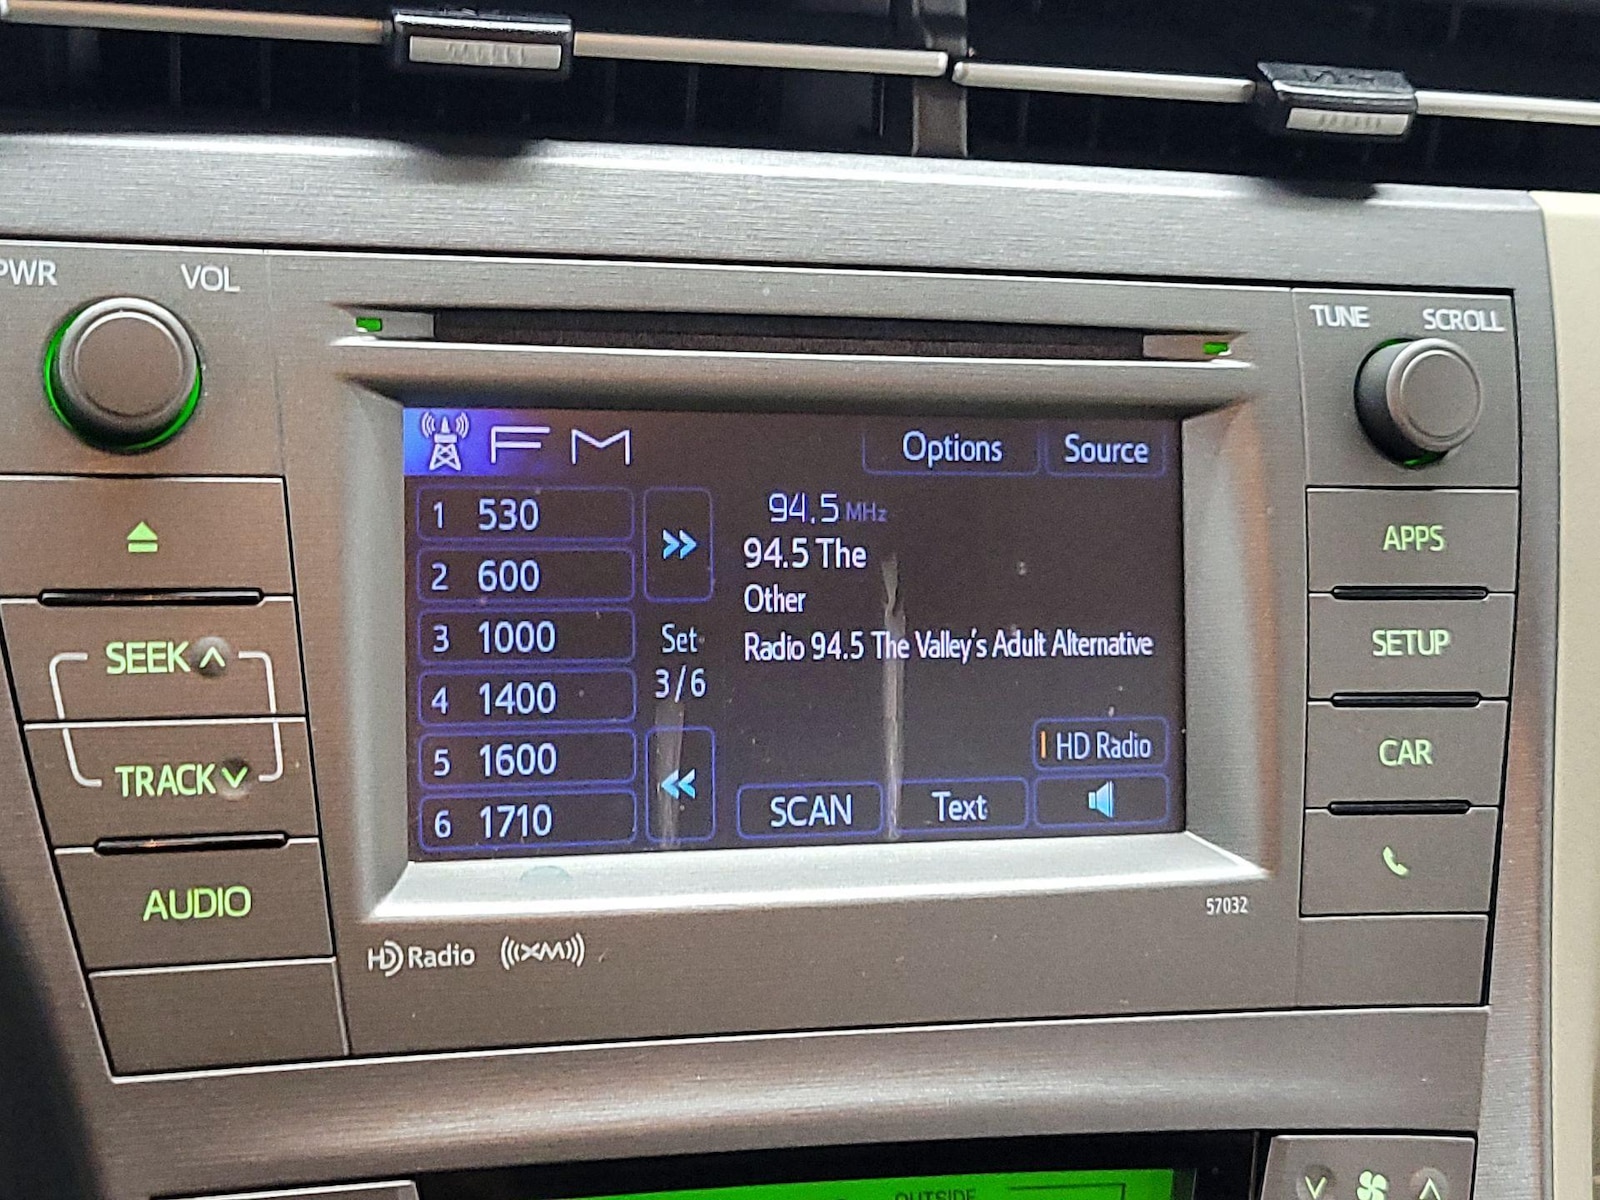 PWR VOL
TUNE SCROLL
FM Options Source
1 530
2 600
3 1000
4 1400
5 1600
6 1710
Set
3/6
94.5 MHz
94.5 The
Other
Radio 94.5 The Valley's Adult Alternative
HD Radio
SCAN Text
SEEK
TRACK
AUDIO
APPS
SETUP
CAR
57032
HD Radio ((XM))
OUTSIDE